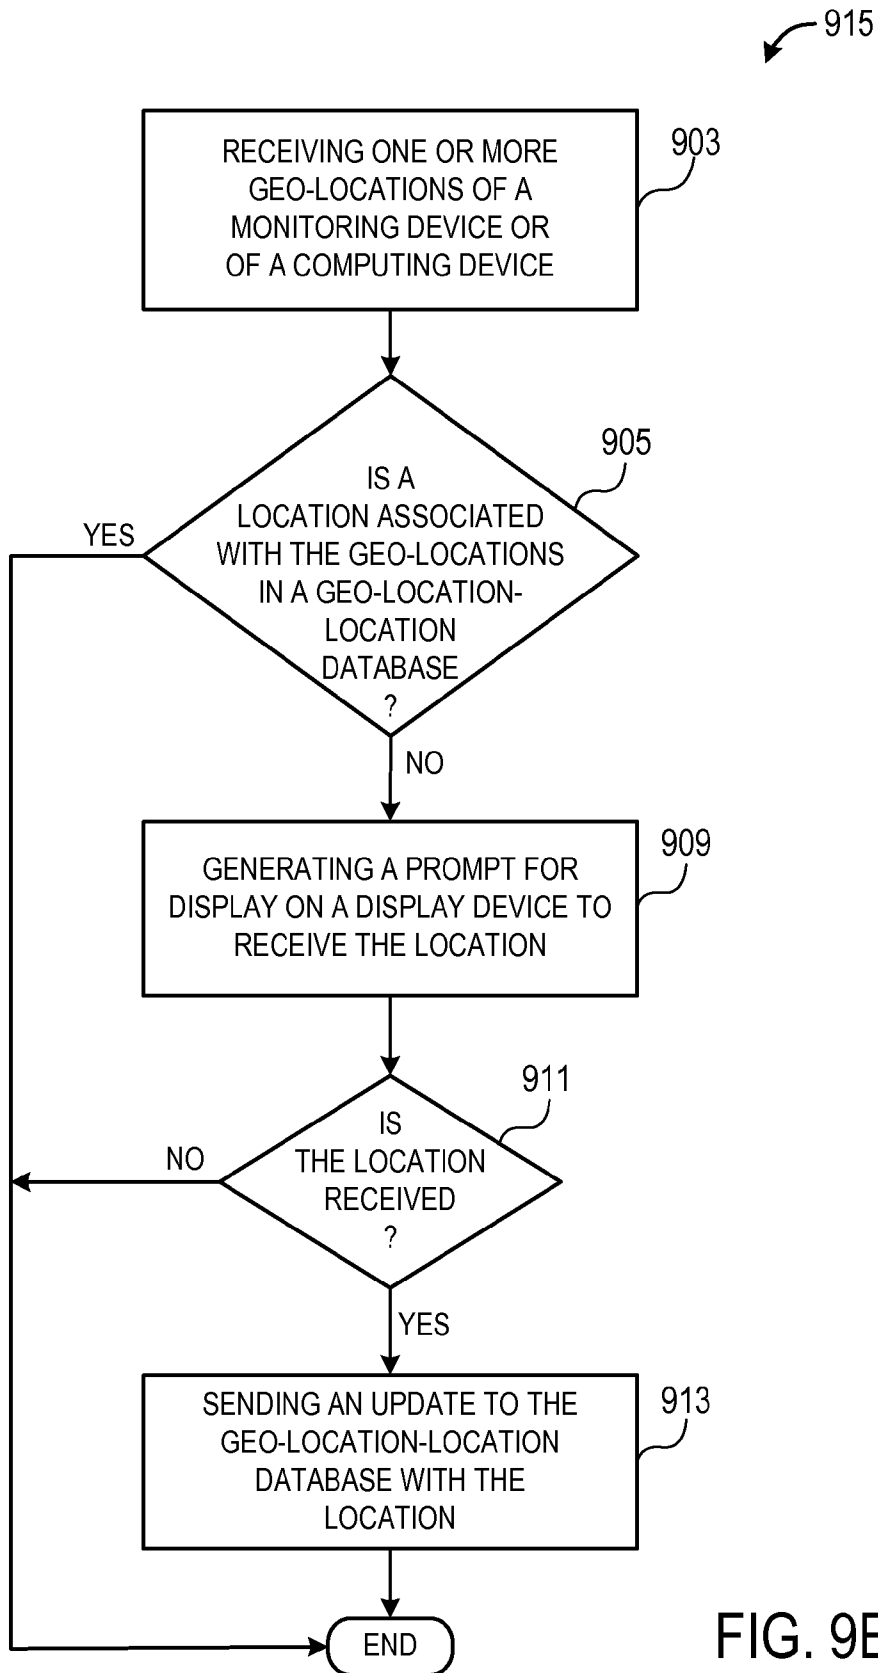 915
RECEIVING ONE OR MORE
GEO-LOCATIONS OF A
MONITORING DEVICE OR
OF A COMPUTING DEVICE
903
905
IS A
LOCATION ASSOCIATED
WITH THE GEO-LOCATIONS
IN A GEO-LOCATION-
LOCATION
DATABASE
?
YES
NO
GENERATING A PROMPT FOR
DISPLAY ON A DISPLAY DEVICE TO
RECEIVE THE LOCATION
909
911
IS
THE LOCATION
RECEIVED
?
NO
YES
SENDING AN UPDATE TO THE
GEO-LOCATION-LOCATION
DATABASE WITH THE
LOCATION
913
END
FIG. 9B